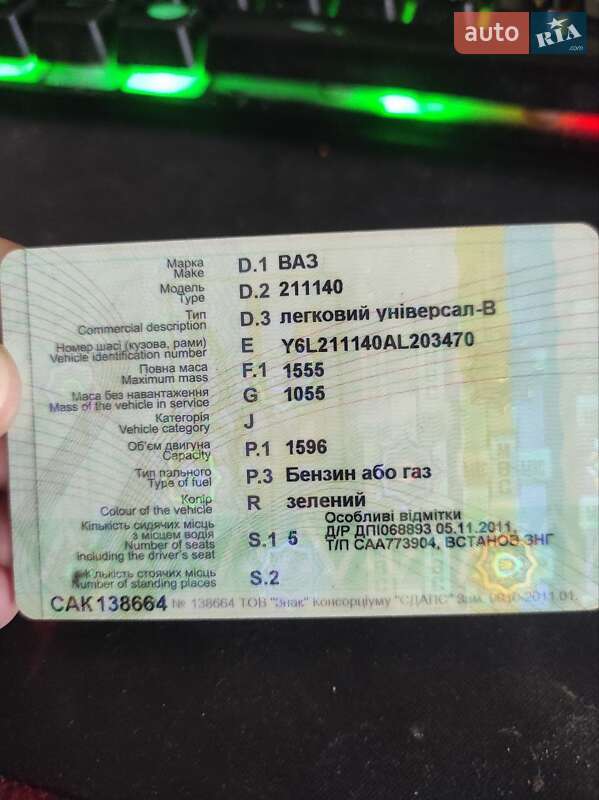 auto RIA .com
Марка
Make D.1 ВАЗ
Модель
Type D.2 211140
Тип
Commercial description D.3 легковий універсал-В
Номер шасі (кузова, рами)
Vehicle identification number E Y6L211140AL203470
Повна маса
Maximum mass F.1 1555
Маса без навантаження
Mass of the vehicle in service G 1055
Категорія
Vehicle category J
Об'єм двигуна
Capacity P.1 1596
Тип пального
Type of fuel P.3 Бензин або газ
Колір
Colour of the vehicle R зелений
Кількість сидячих місць
з місцем водія
Number of seats
including the driver's seat S.1 5
Особливі відмітки
Д/Р ДПІ068893 05.11.2011,
Т/П САА773904, ВСТАНОВ ЗНГ
Кількість стоячих місць
Number of standing places S.2
САК138664 № 138664 ТОВ "Знак" Консорціуму "ЄДАПС" Зам.